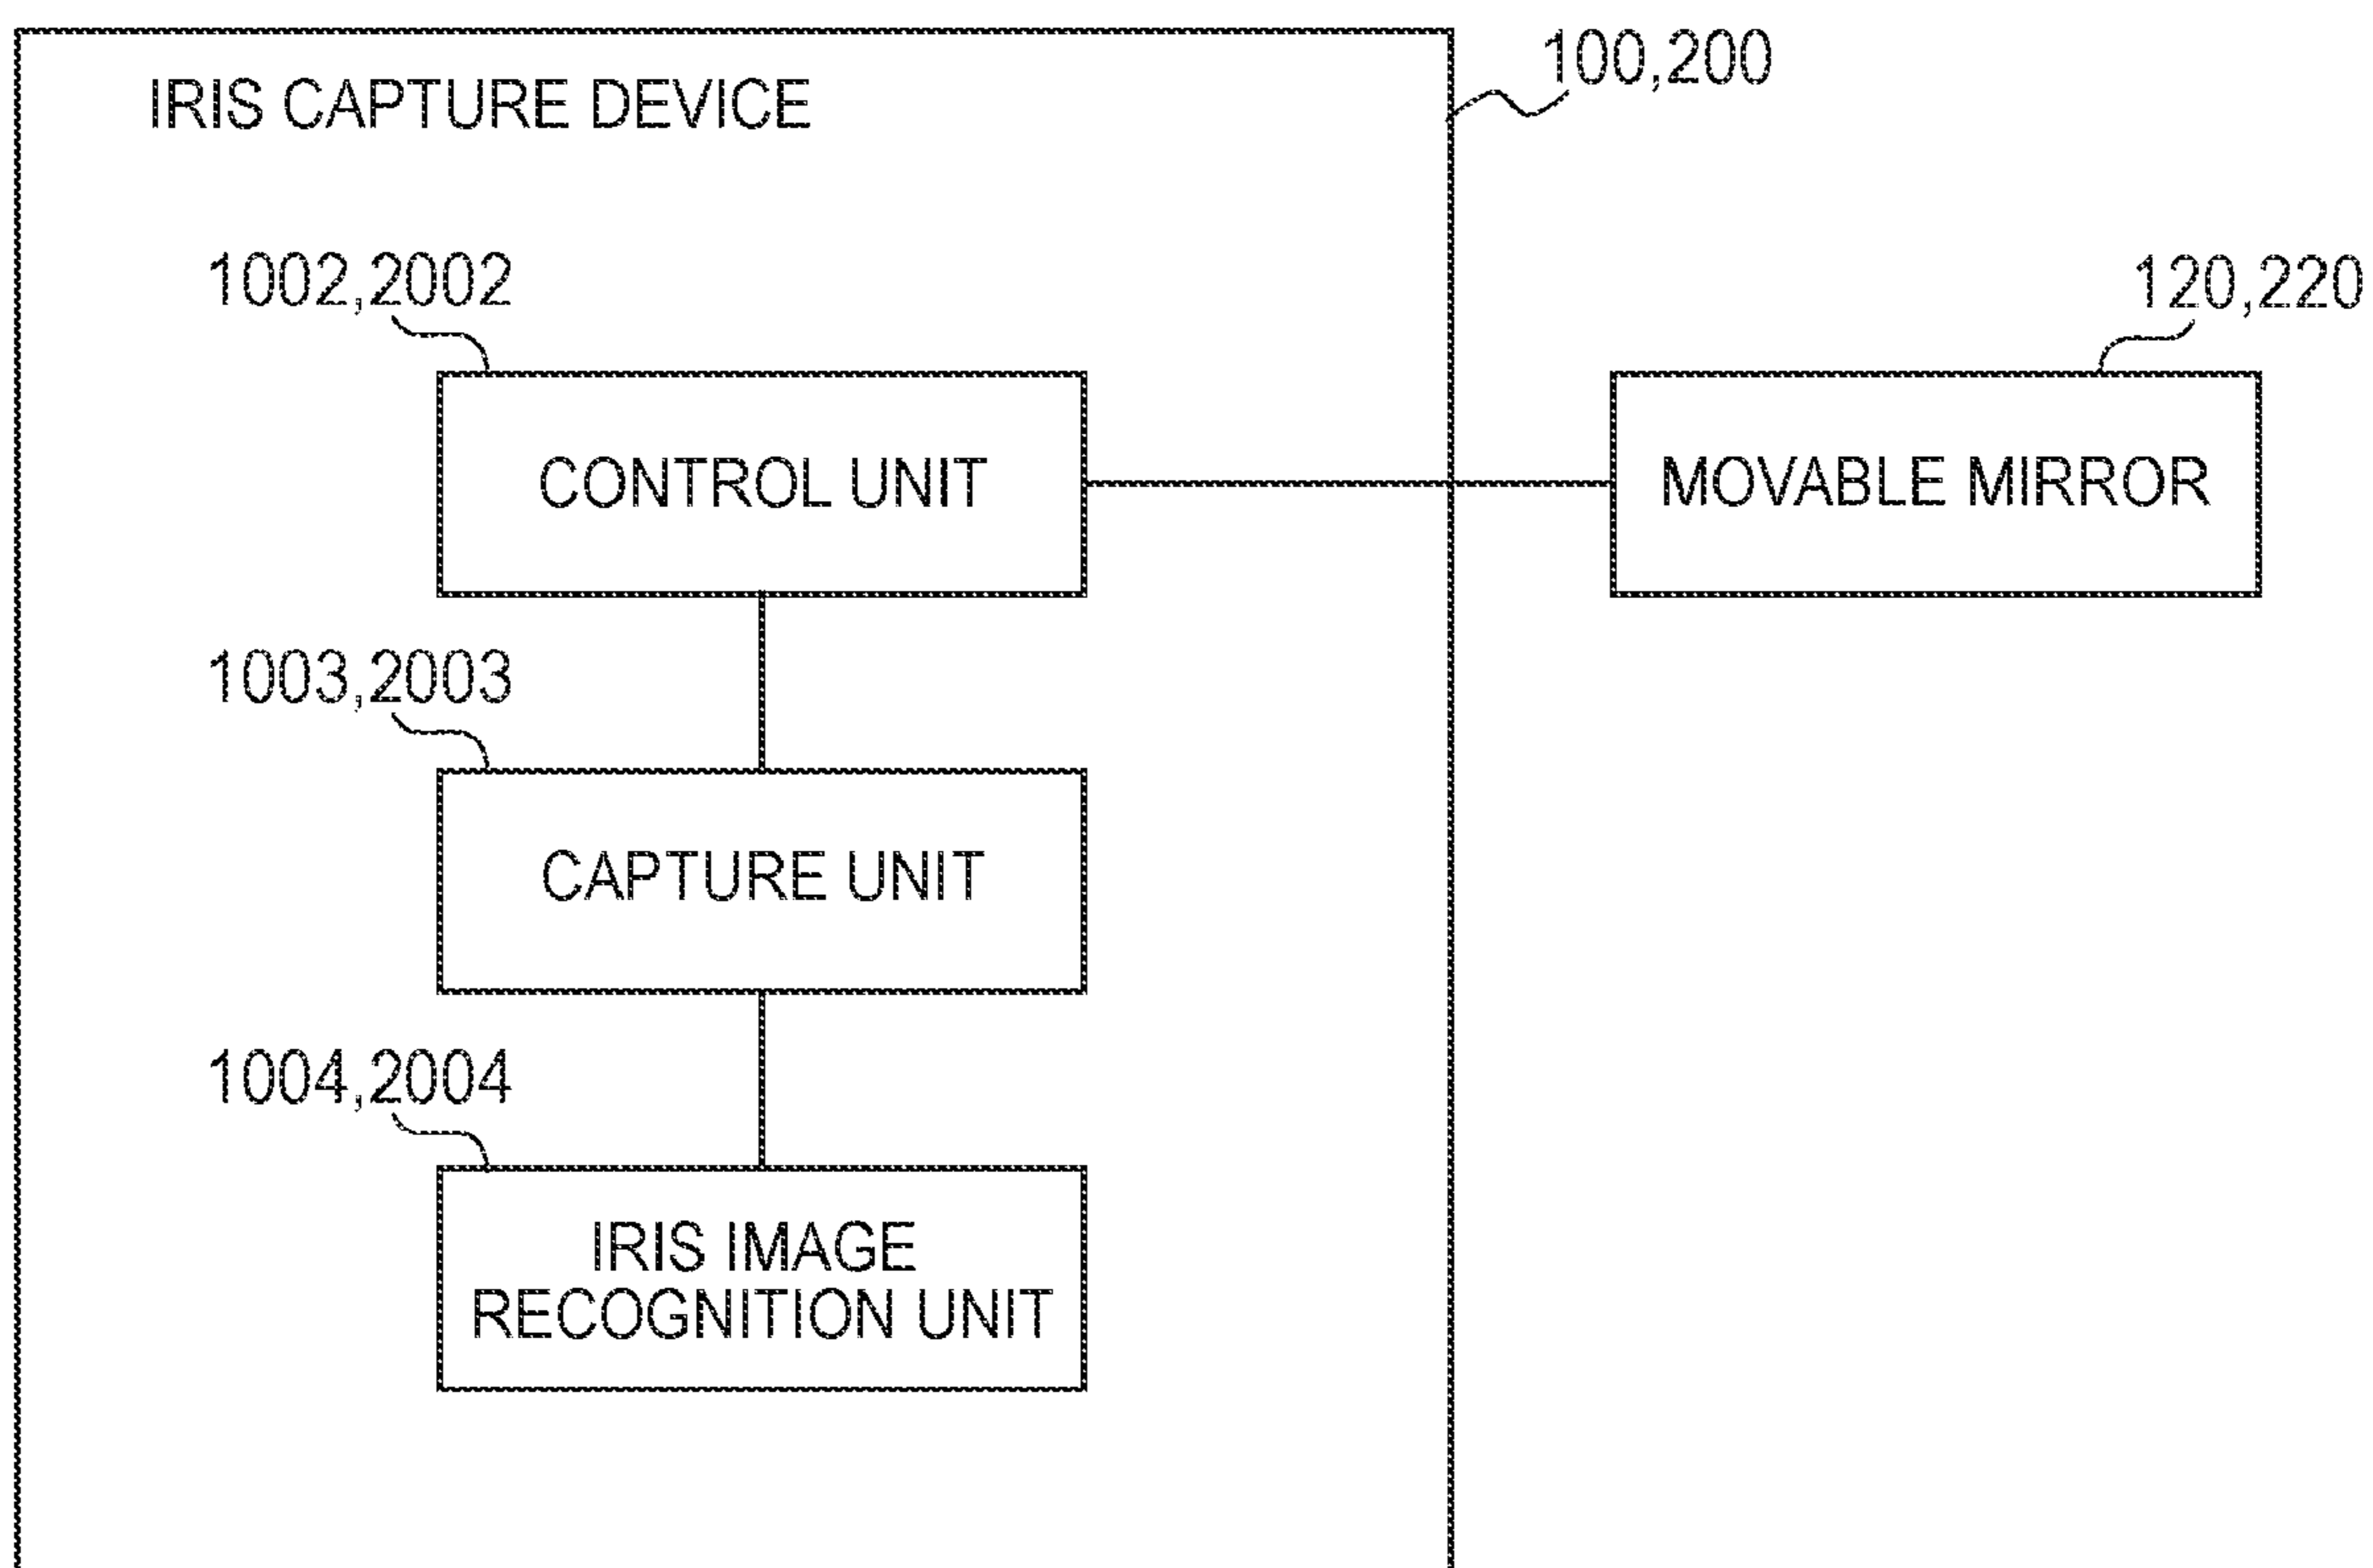 100,200
IRIS CAPTURE DEVICE
1002,2002
120,220
CONTROL UNIT
MOVABLE MIRROR
1003,2003
CAPTURE UNIT
1004,2004
IRIS IMAGE
RECOGNITION UNIT